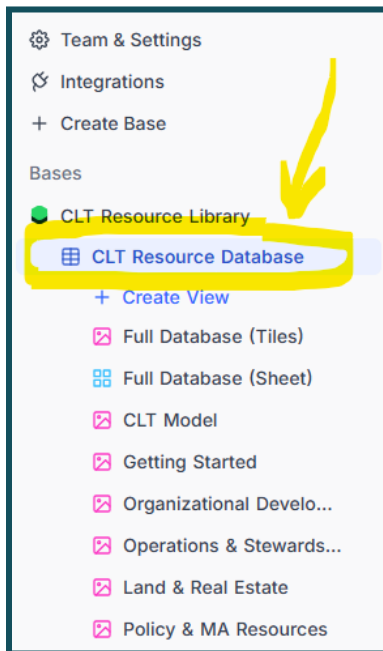 Team & Settings
Integrations
+ Create Base
Bases
CLT Resource Library
CLT Resource Database
+ Create View
Full Database (Tiles)
Full Database (Sheet)
CLT Model
Getting Started
Organizational Develo...
Operations & Stewards...
Land & Real Estate
Policy & MA Resources